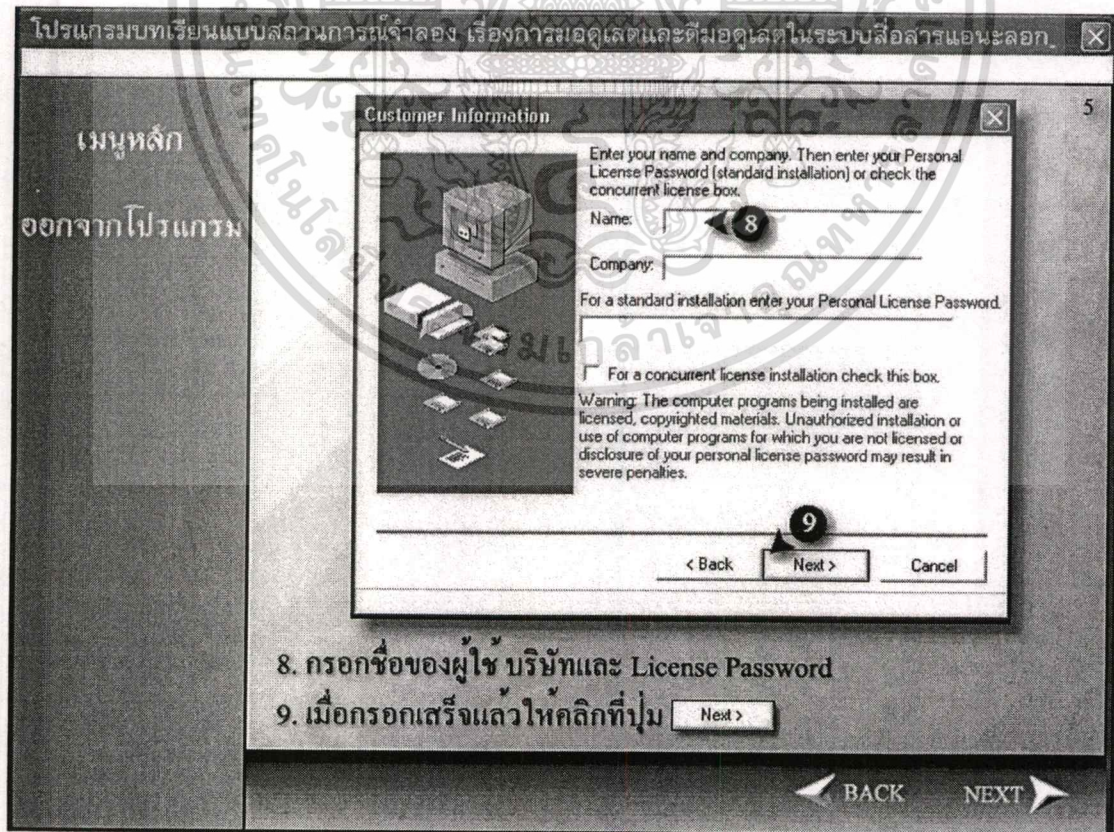 โปรแกรมบทเรียนแบบสถานการณ์จำลอง เรื่องการมอดูเลตและดีมอดูเลตในระบบสื่อสารแอนะลอก
5
เมนูหลัก
ออกจากโปรแกรม
Customer Information
Enter your name and company. Then enter your Personal
License Password (standard installation) or check the
concurrent license box.
Name:
8
Company:
For a standard installation enter your Personal License Password.
For a concurrent license installation check this box.
Warning: The computer programs being installed are
licensed, copyrighted materials. Unauthorized installation or
use of computer programs for which you are not licensed or
disclosure of your personal license password may result in
severe penalties.
9
< Back
Next >
Cancel
8. กรอกชื่อของผู้ใช้ บริษัทและ License Password
9. เมื่อกรอกเสร็จแล้วให้คลิกที่ปุ่ม Next >
BACK
NEXT